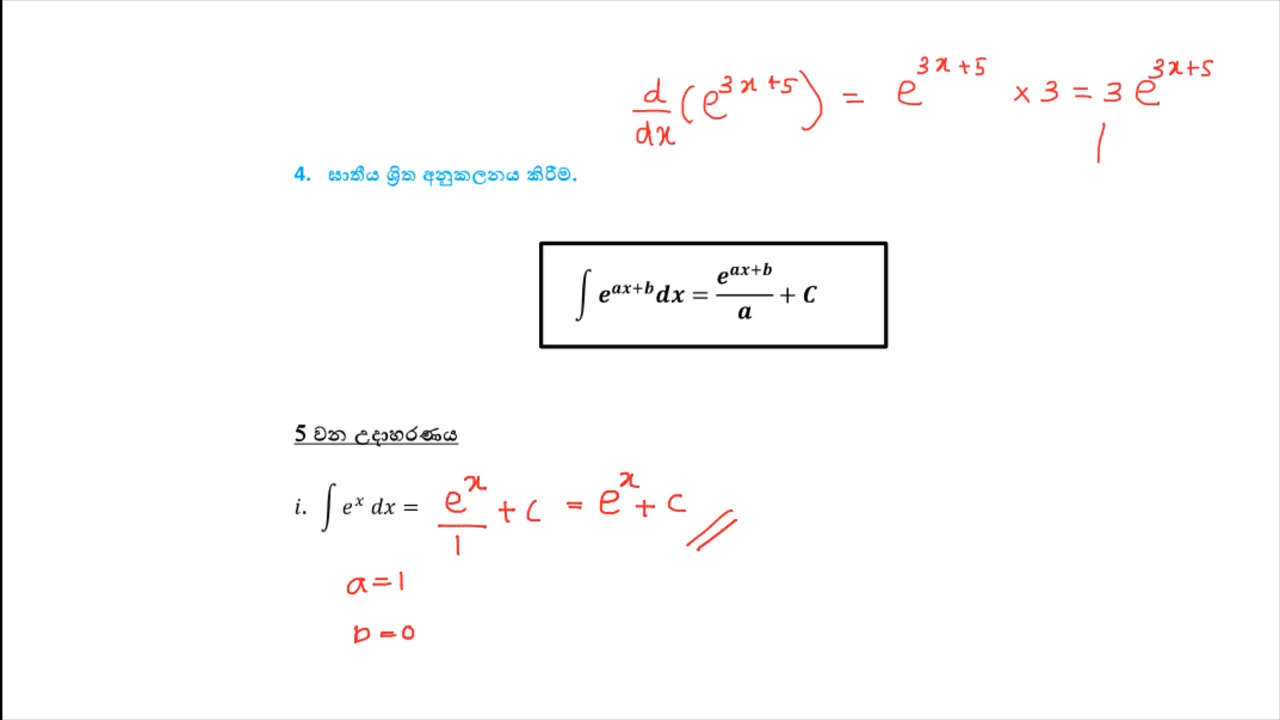 d/dx (e^{3x+5}) = e^{3x+5} × 3 = 3 e^{3x+5}
4. ඝාතීය ශ්‍රිත අනුකලනය කිරීම.
∫ e^{ax+b} dx = e^{ax+b}/a + C
5 වන උදාහරණය
i. ∫ e^x dx = e^x/1 + c = e^x + c
a = 1
b = 0